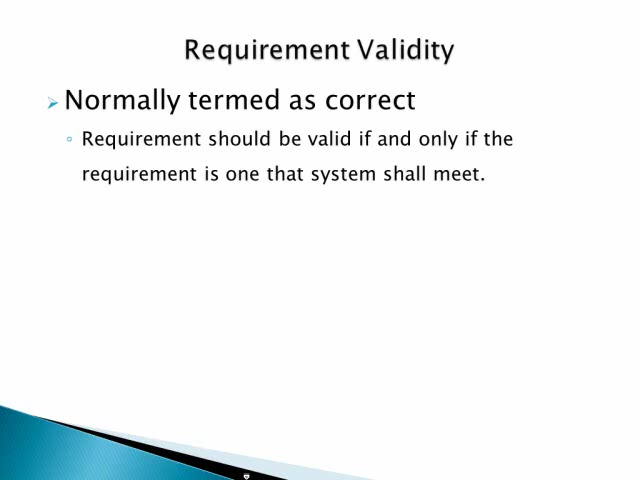 Requirement Validity
Normally termed as correct
Requirement should be valid if and only if the
requirement is one that system shall meet.